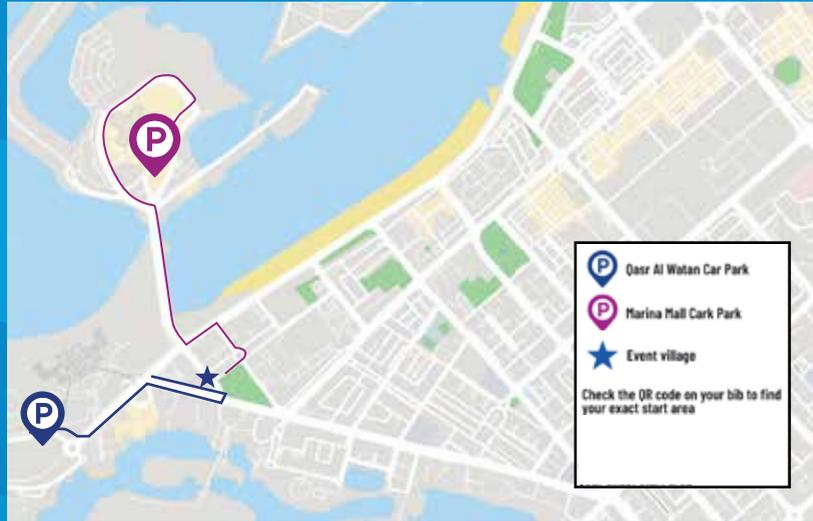 P
P
P Qasr Al Watan Car Park
P Marina Mall Cark Park
Event village
Check the QR code on your bib to find
your exact start area